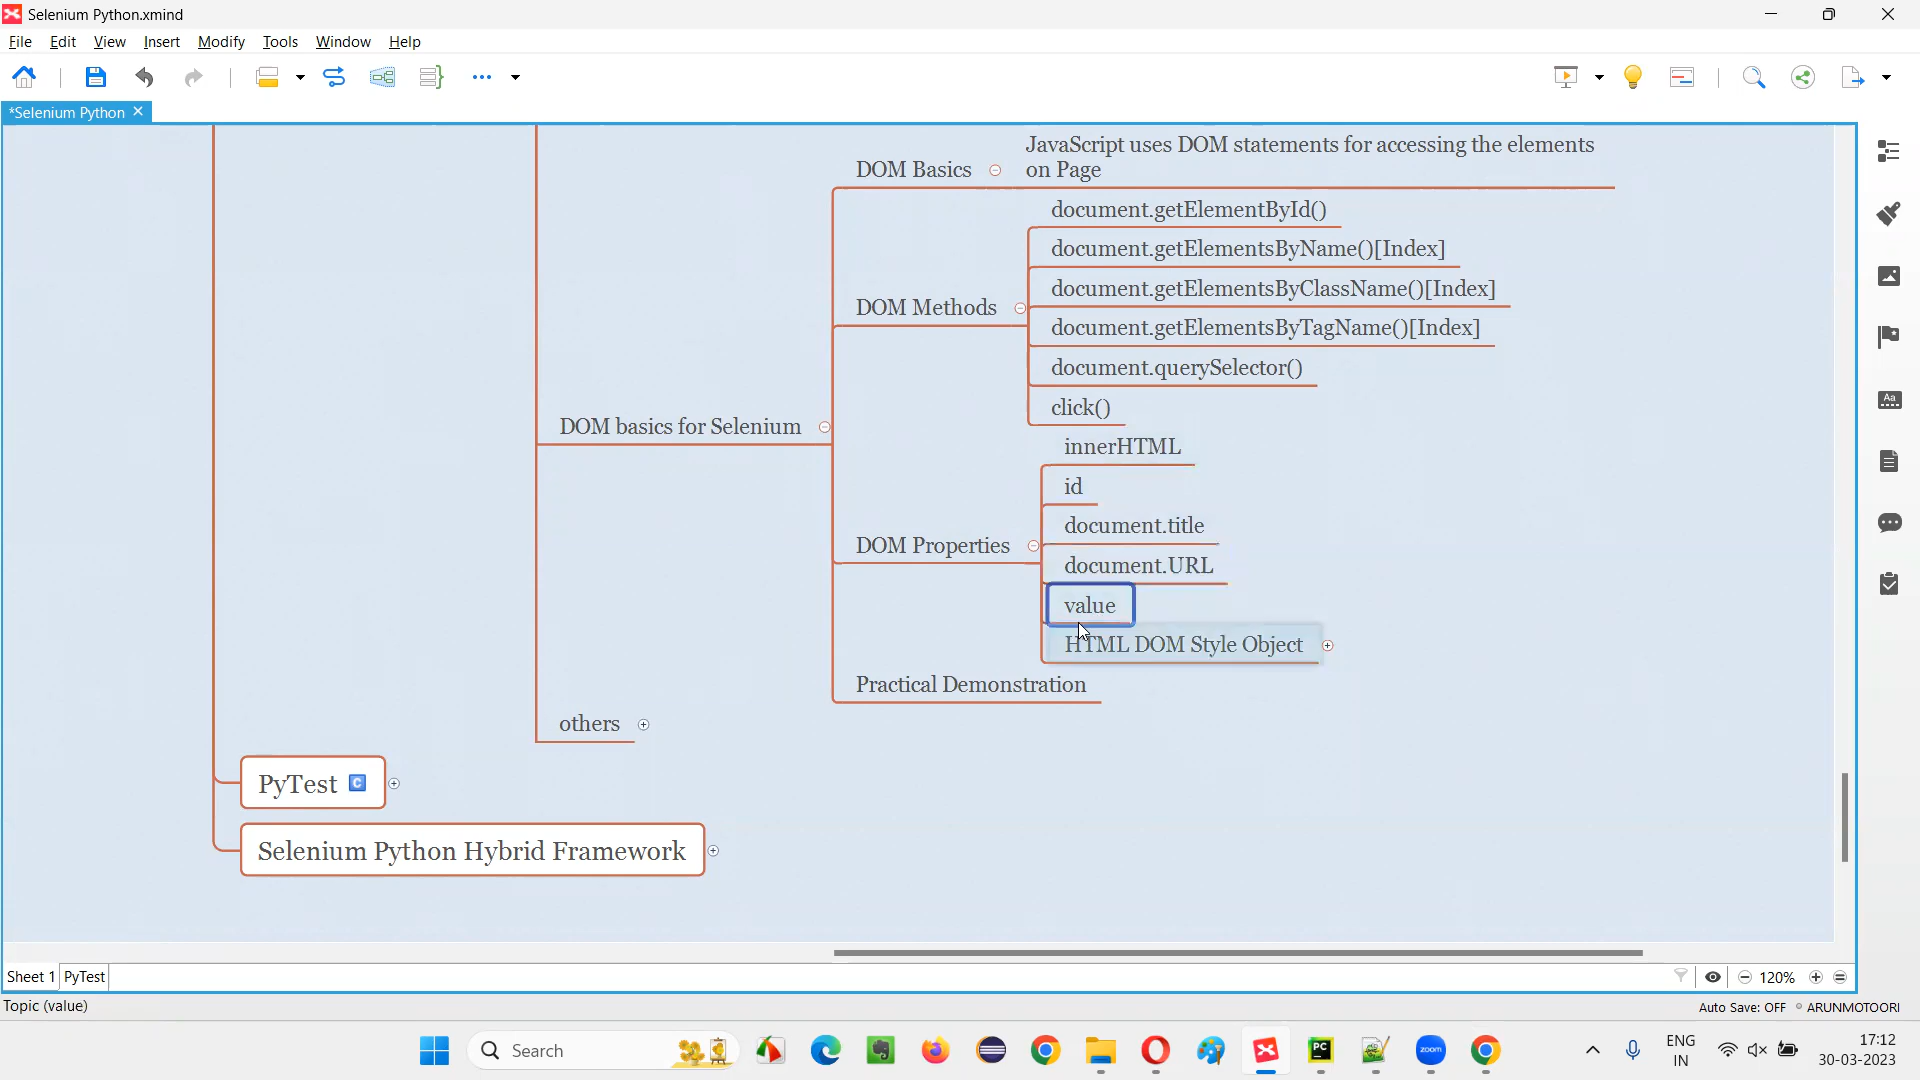 Selenium Python.xmind
File Edit View Insert Modify Tools Window Help
*Selenium Python
JavaScript uses DOM statements for accessing the elements
on Page
DOM Basics
document.getElementById()
document.getElementsByName()[Index]
document.getElementsByClassName()[Index]
DOM Methods
document.getElementsByTagName()[Index]
document.querySelector()
click()
DOM basics for Selenium
innerHTML
id
document.title
DOM Properties
document.URL
value
HTML DOM Style Object
Practical Demonstration
others
PyTest C
Selenium Python Hybrid Framework
Sheet 1 PyTest
120%
Topic (value)
Auto Save: OFF ARUNMOTOORI
Search
PC
zoom
ENG
IN
17:12
30-03-2023
Aa